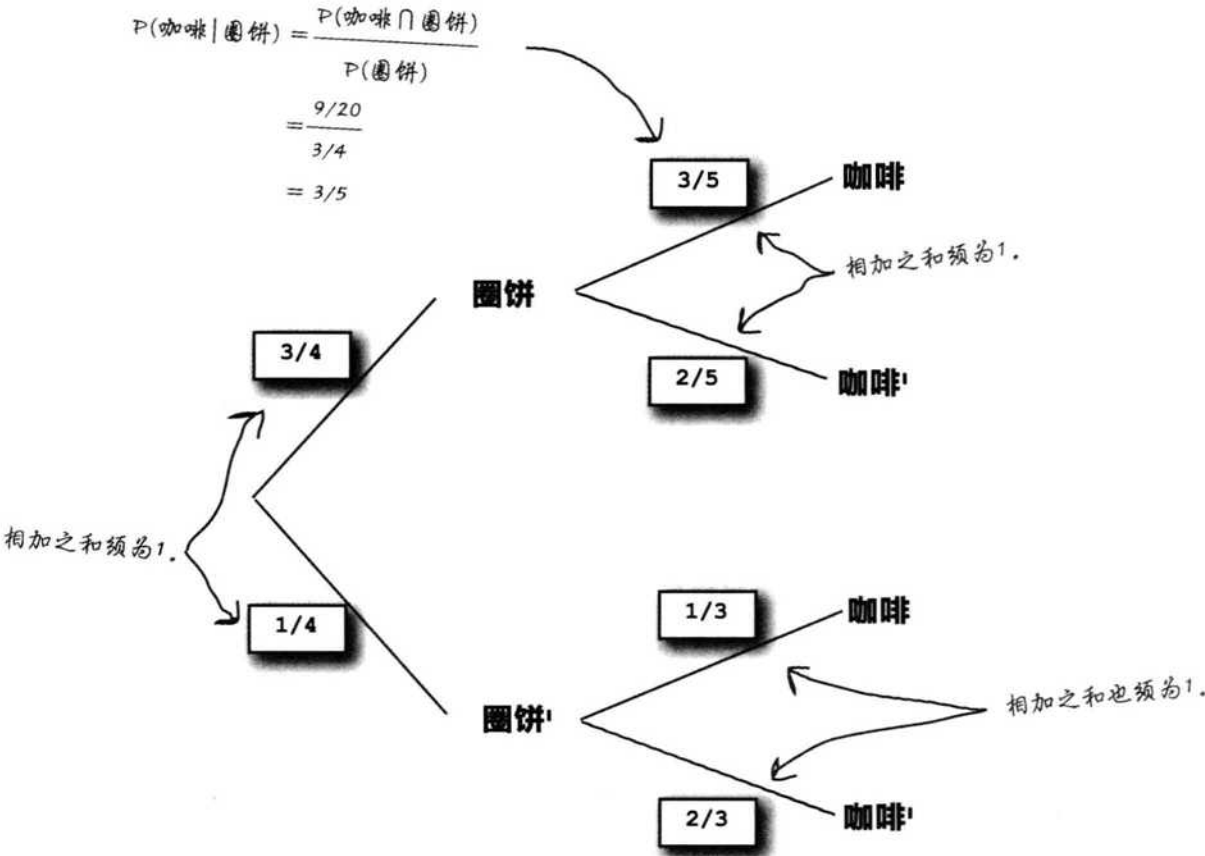 P(咖啡|圈饼) = P(咖啡∩圈饼)
P(圈饼)
= 9/20
3/4
= 3/5
3/5
咖啡
相加之和须为1.
圈饼
3/4
2/5
咖啡'
相加之和须为1.
1/4
1/3
咖啡
圈饼'
相加之和也须为1.
2/3
咖啡'